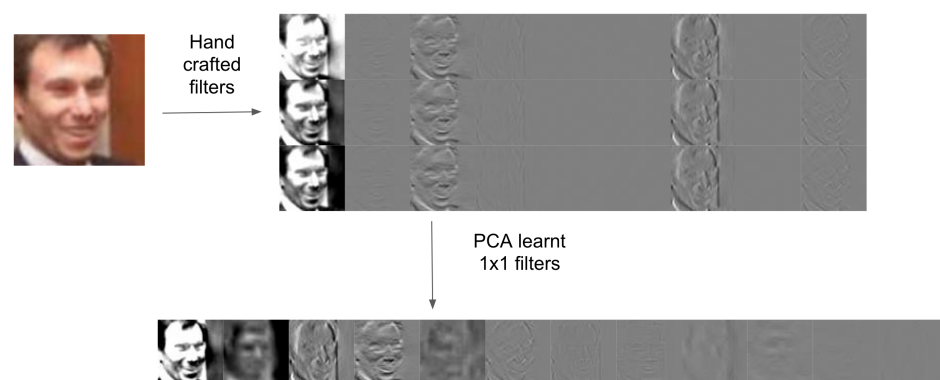 Hand
crafted
filters
PCA learnt
1x1 filters